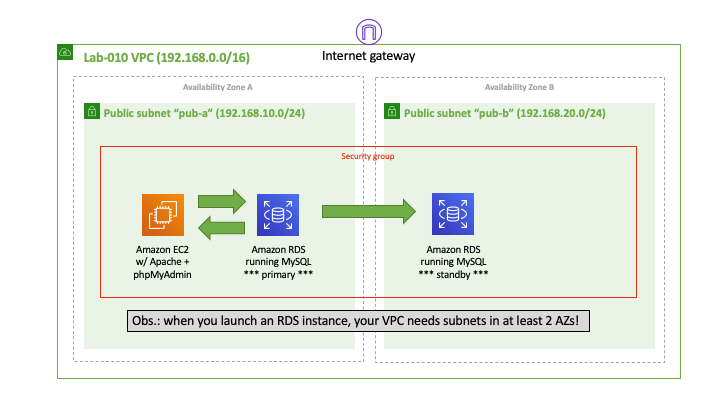 Internet gateway
Lab-010 VPC (192.168.0.0/16)
Availability Zone A
Availability Zone B
Public subnet “pub-a” (192.168.10.0/24)
Public subnet “pub-b” (192.168.20.0/24)
Security group
Amazon EC2
w/ Apache +
phpMyAdmin
Amazon RDS
running MySQL
*** primary ***
Amazon RDS
running MySQL
*** standby ***
Obs.: when you launch an RDS instance, your VPC needs subnets in at least 2 AZs!